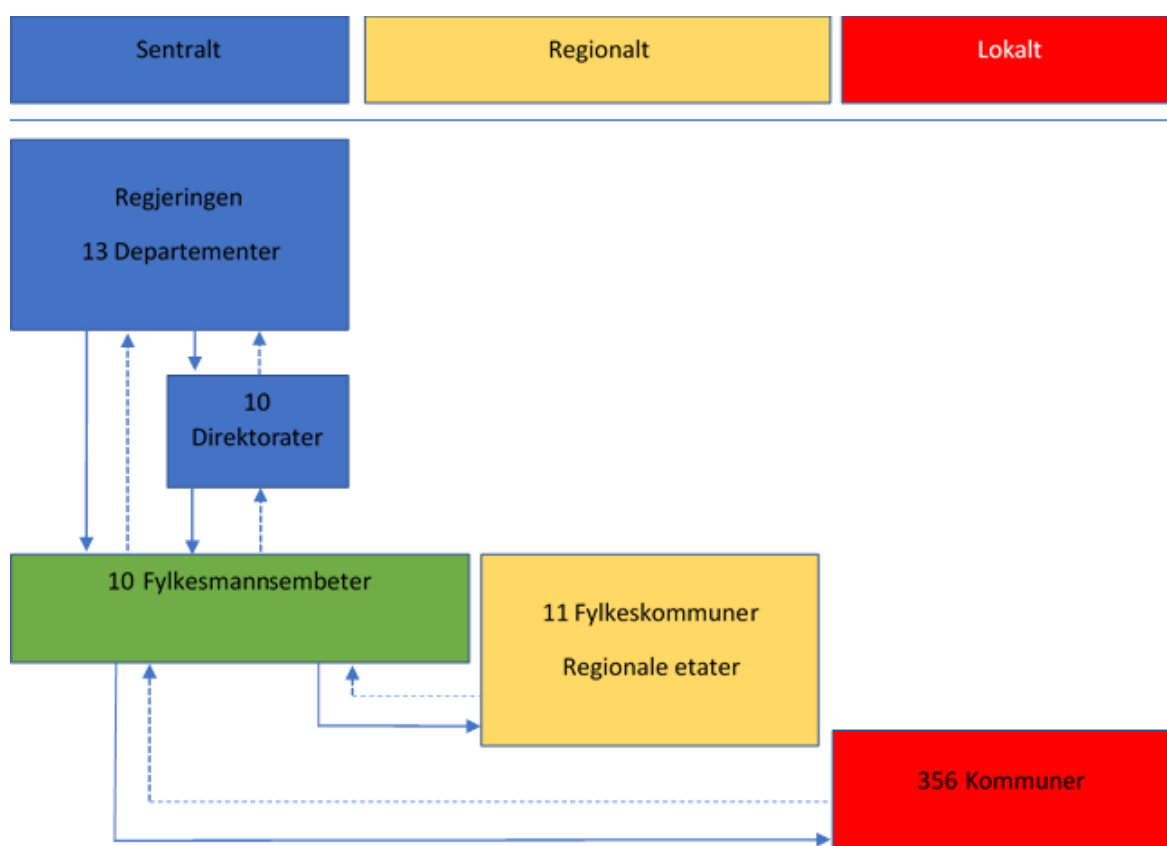 Sentralt
Regionalt
Lokalt
Regjeringen
13 Departementer
10
Direktorater
10 Fylkesmannsembeter
11 Fylkeskommuner
Regionale etater
356 Kommuner